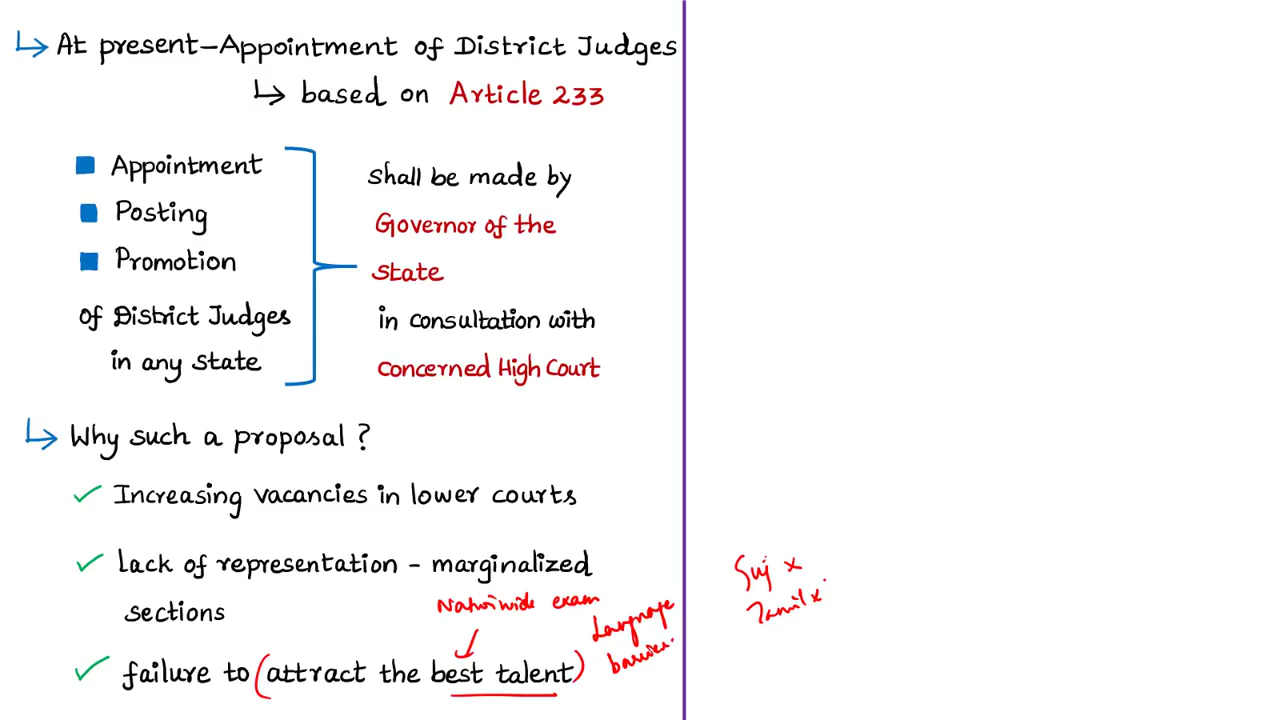 At present – Appointment of District Judges
based on Article 233
Appointment
Posting
Promotion
of District Judges
in any state
shall be made by
Governor of the
state
in consultation with
concerned High Court
Why such a proposal?
Increasing vacancies in lower courts
lack of representation - marginalized
sections
Nationwide exam
Language
barrier
failure to (attract the best talent)
Guj x
Tamil x